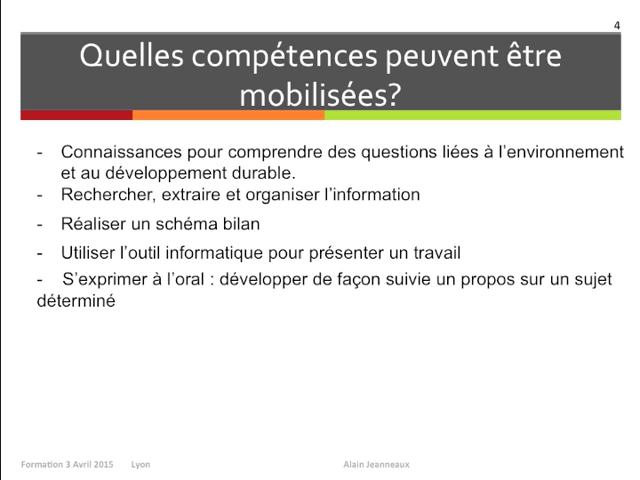 4
Quelles compétences peuvent être
mobilisées?
- Connaissances pour comprendre des questions liées à l'environnement
et au développement durable.
- Rechercher, extraire et organiser l'information
- Réaliser un schéma bilan
- Utiliser l'outil informatique pour présenter un travail
- S'exprimer à l'oral : développer de façon suivie un propos sur un sujet
déterminé
Formation 3 Avril 2015 Lyon Alain Jeanneaux